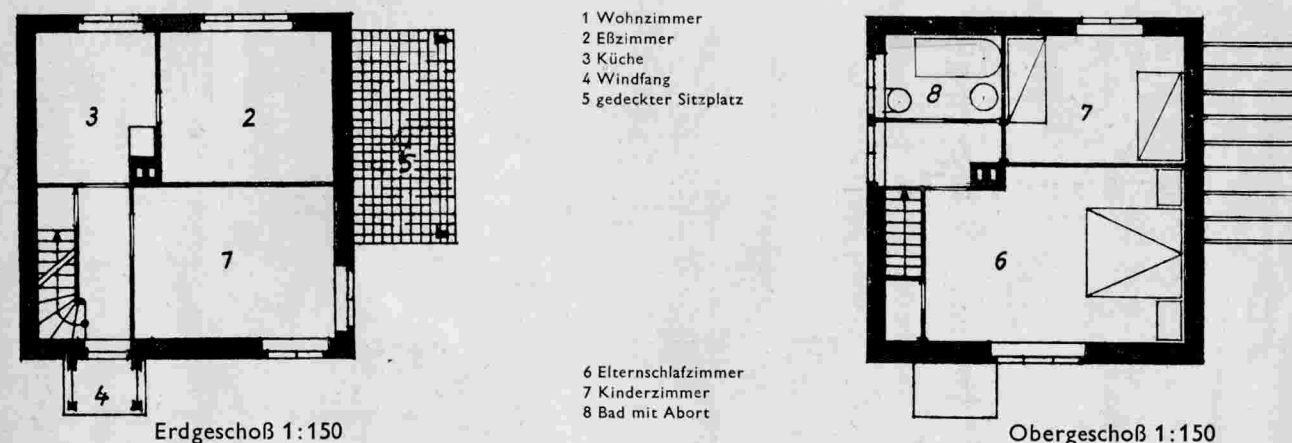 3
2
5
7
4
Erdgeschoß 1:150
1 Wohnzimmer
2 Eßzimmer
3 Küche
4 Windfang
5 gedeckter Sitzplatz
6 Elternschlafzimmer
7 Kinderzimmer
8 Bad mit Abort
8
7
6
Obergeschoß 1:150